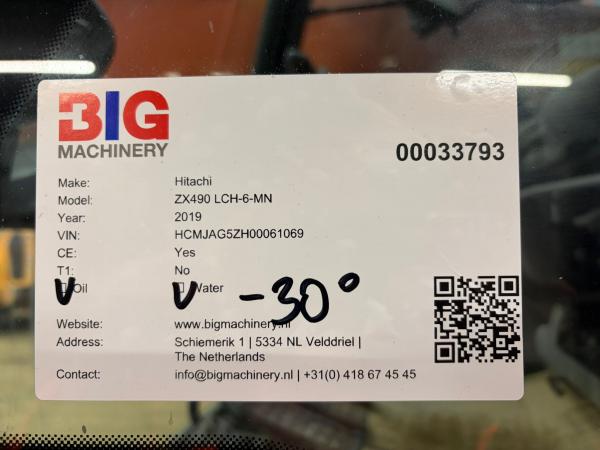 BIG
MACHINERY
00033793
Make: Hitachi
Model: ZX490 LCH-6-MN
Year: 2019
VIN: HCMJAG5ZH00061069
CE: Yes
T1: No
V Oil V Water -30°
Website: www.bigmachinery.nl
Address: Schiemerik 1 | 5334 NL Velddriel |
The Netherlands
Contact: info@bigmachinery.nl | +31(0) 418 67 45 45